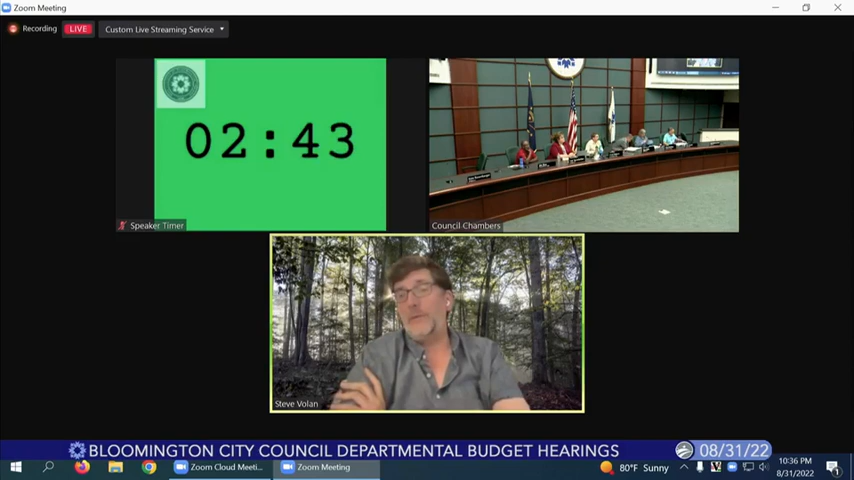 Zoom Meeting
Recording
LIVE
Custom Live Streaming Service
02:43
Speaker Timer
Council Chambers
Steve Volan
BLOOMINGTON CITY COUNCIL DEPARTMENTAL BUDGET HEARINGS
08/31/22
Zoom Cloud Meeti...
Zoom Meeting
80°F Sunny
10:36 PM
8/31/2022